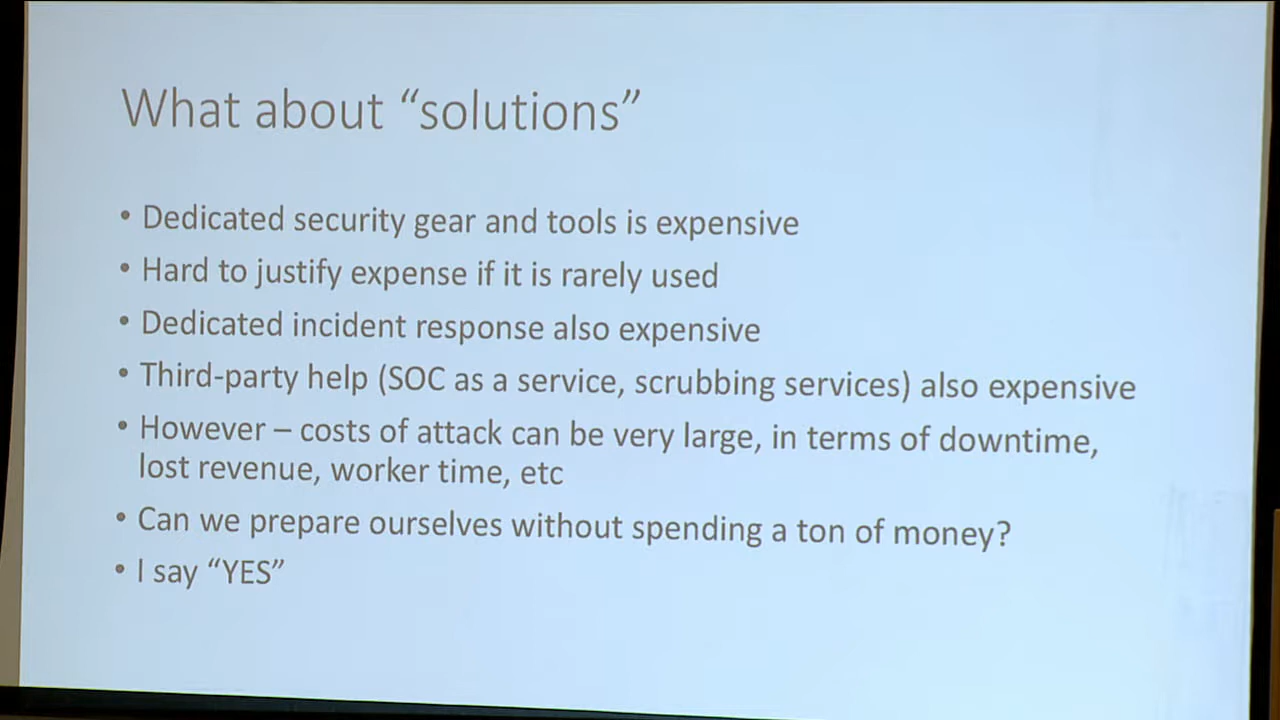 What about “solutions”
• Dedicated security gear and tools is expensive
• Hard to justify expense if it is rarely used
• Dedicated incident response also expensive
• Third-party help (SOC as a service, scrubbing services) also expensive
• However – costs of attack can be very large, in terms of downtime,
lost revenue, worker time, etc
• Can we prepare ourselves without spending a ton of money?
• I say “YES”